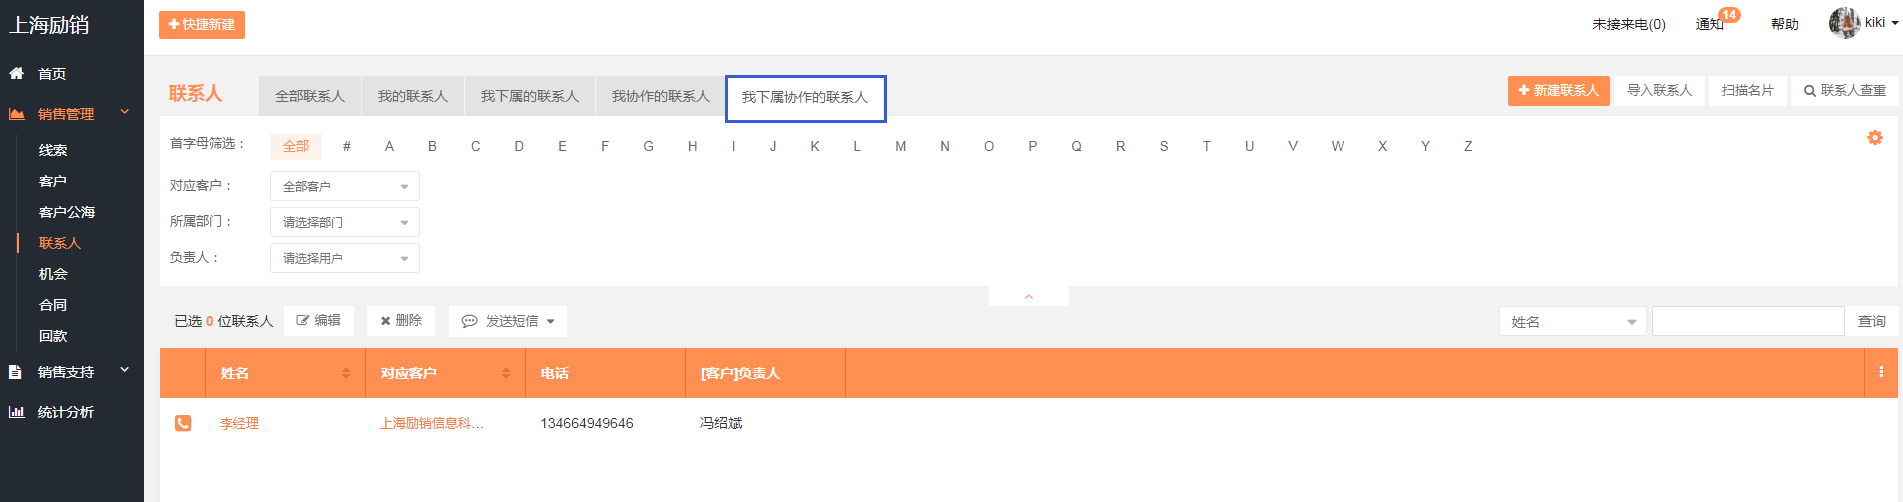 上海励销
快捷新建
未接来电(0) 通知 14 帮助 kiki
首页
销售管理
线索
客户
客户公海
联系人
机会
合同
回款
销售支持
统计分析
联系人 全部联系人 我的联系人 我下属的联系人 我协作的联系人 我下属协作的联系人
新建联系人 导入联系人 扫描名片 联系人查重
首字母筛选： 全部 # A B C D E F G H I J K L M N O P Q R S T U V W X Y Z
对应客户： 全部客户
所属部门： 请选择部门
负责人： 请选择用户
已选 0 位联系人 编辑 删除 发送短信 姓名 查询
姓名 对应客户 电话 [客户]负责人
李经理 上海励销信息科... 134664949646 冯绍斌